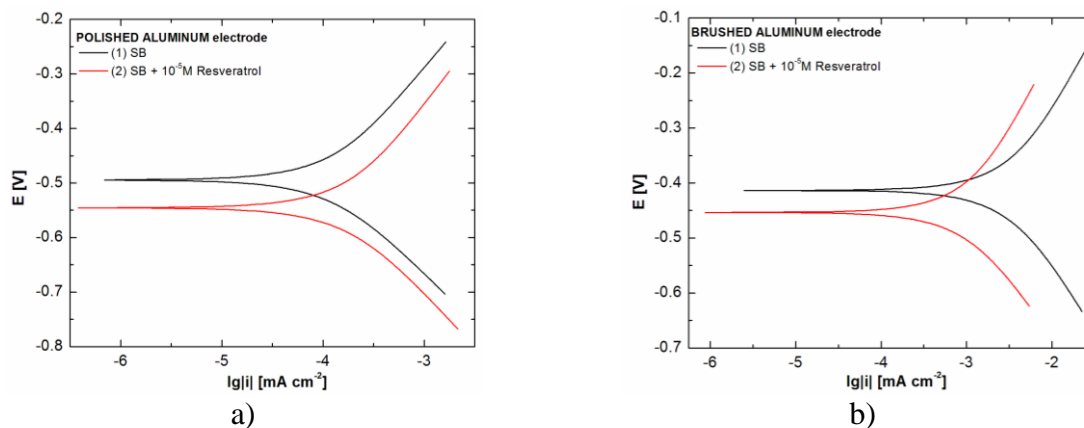 POLISHED ALUMINUM electrode
(1) SB
(2) SB + 10⁻⁵M Resveratrol
E [V]
-0.3
-0.4
-0.5
-0.6
-0.7
-0.8
-6 -5 -4 -3
lg|i| [mA cm⁻²]
a)
BRUSHED ALUMINUM electrode
(1) SB
(2) SB + 10⁻⁵M Resveratrol
E [V]
-0.1
-0.2
-0.3
-0.4
-0.5
-0.6
-0.7
-6 -5 -4 -3 -2
lg|i| [mA cm⁻²]
b)